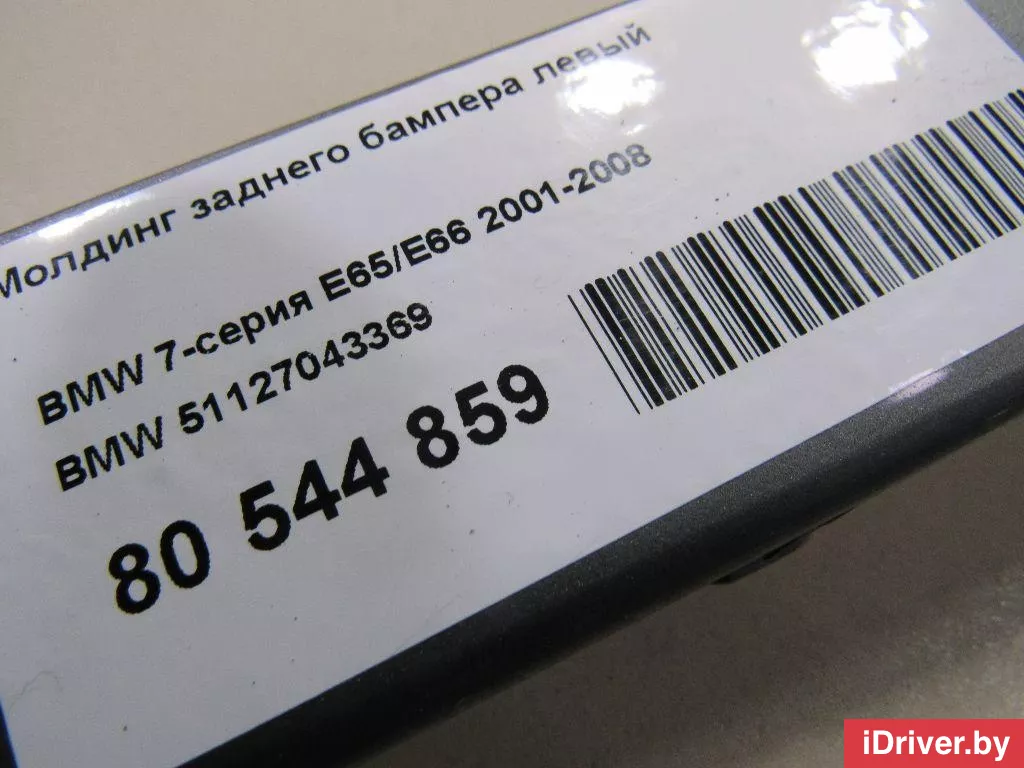 Молдинг заднего бампера левый
BMW 7-серия E65/E66 2001-2008
BMW 51127043369
80 544 859
iDriver.by